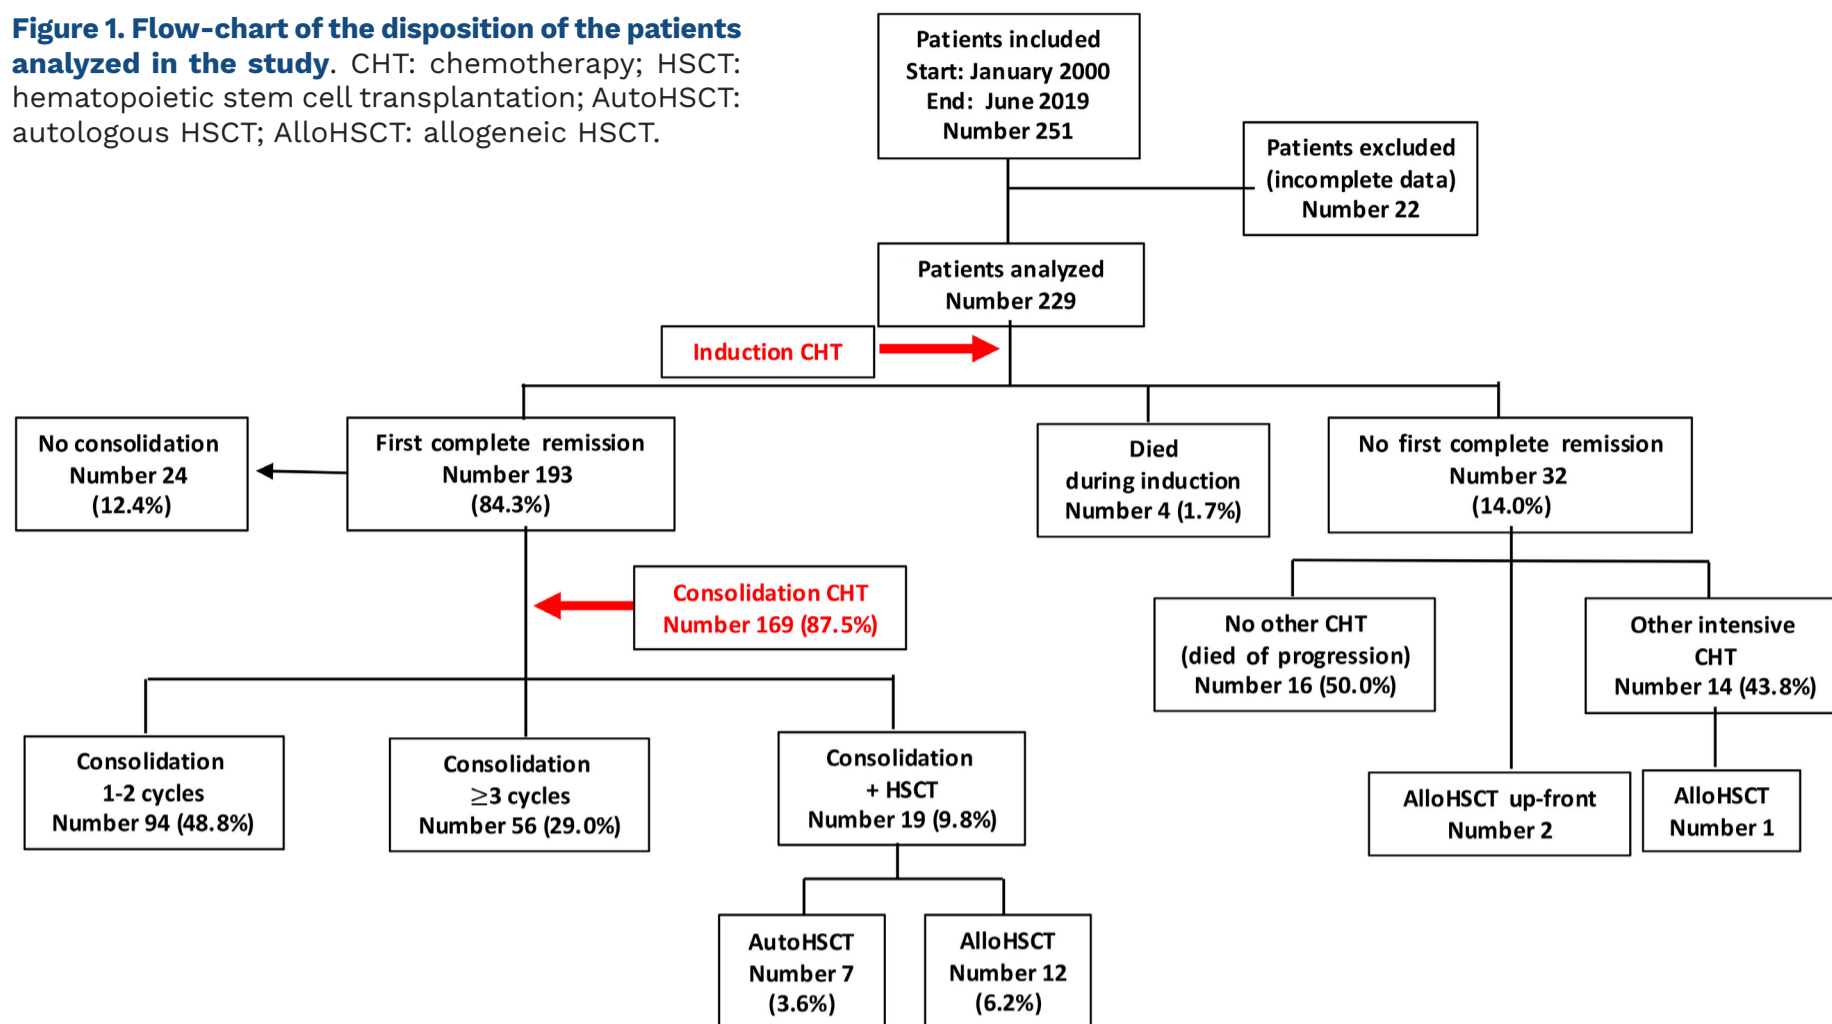 Figure 1. Flow-chart of the disposition of the patients
analyzed in the study. CHT: chemotherapy; HSCT:
hematopoietic stem cell transplantation; AutoHSCT:
autologous HSCT; AlloHSCT: allogeneic HSCT.
Patients included
Start: January 2000
End: June 2019
Number 251
Patients excluded
(incomplete data)
Number 22
Patients analyzed
Number 229
Induction CHT
No consolidation
Number 24
(12.4%)
First complete remission
Number 193
(84.3%)
Died
during induction
Number 4 (1.7%)
No first complete remission
Number 32
(14.0%)
Consolidation CHT
Number 169 (87.5%)
No other CHT
(died of progression)
Number 16 (50.0%)
Other intensive
CHT
Number 14 (43.8%)
Consolidation
1-2 cycles
Number 94 (48.8%)
Consolidation
≥3 cycles
Number 56 (29.0%)
Consolidation
+ HSCT
Number 19 (9.8%)
AlloHSCT up-front
Number 2
AlloHSCT
Number 1
AutoHSCT
Number 7
(3.6%)
AlloHSCT
Number 12
(6.2%)